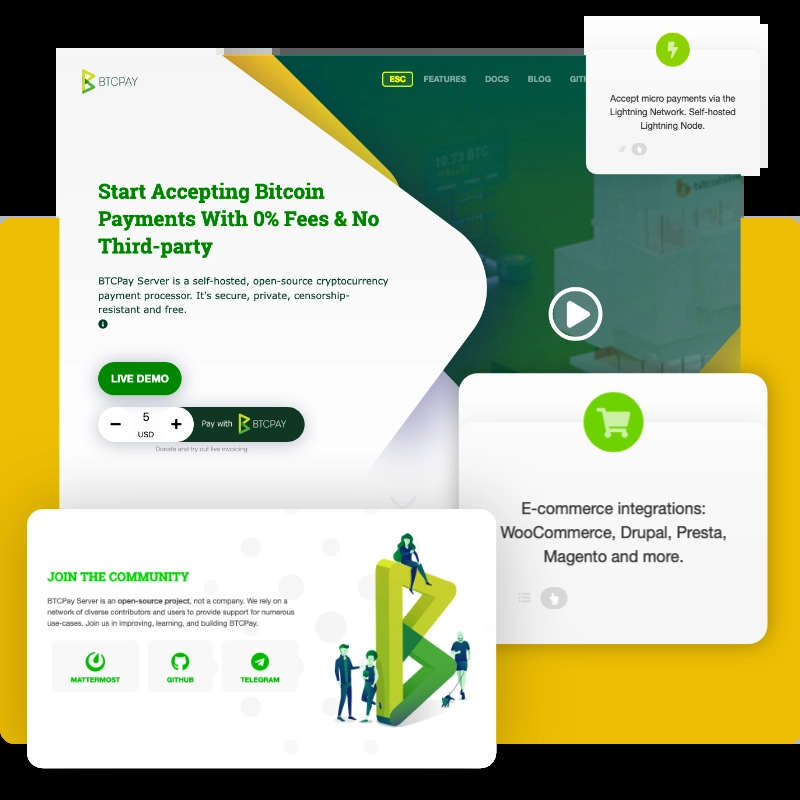 BTCPAY
ESC FEATURES DOCS BLOG
Accept micro payments via the
Lightning Network. Self-hosted
Lightning Node.
10.73 BTC
WALLET
Start Accepting Bitcoin
Payments With 0% Fees & No
Third-party
BTCPay Server is a self-hosted, open-source cryptocurrency
payment processor. It's secure, private, censorship-
resistant and free.
LIVE DEMO
5
USD
Pay with BTCPAY
Donate and try out live invoicing
E-commerce integrations:
WooCommerce, Drupal, Presta,
Magento and more.
JOIN THE COMMUNITY
BTCPay Server is an open-source project, not a company. We rely on a
network of diverse contributors and users to provide support for numerous
use-cases. Join us in improving, learning, and building BTCPay.
MATTERMOST
GITHUB
TELEGRAM